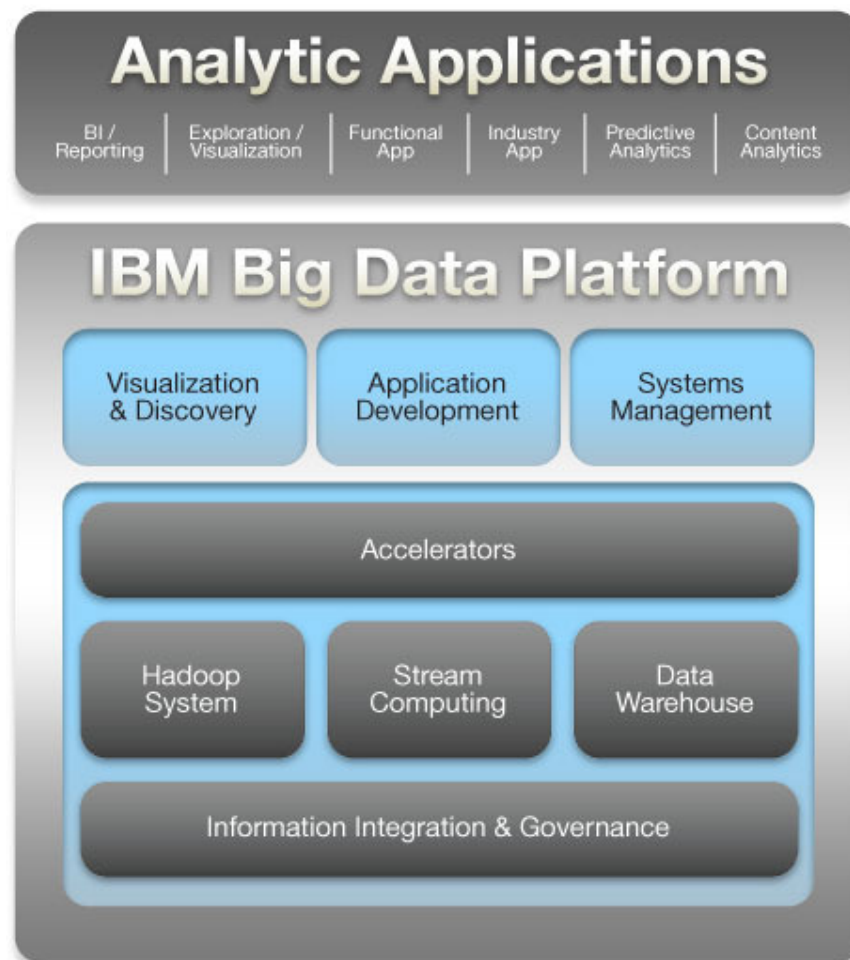 Analytic Applications
BI / Reporting
Exploration / Visualization
Functional App
Industry App
Predictive Analytics
Content Analytics
IBM Big Data Platform
Visualization
& Discovery
Application
Development
Systems
Management
Accelerators
Hadoop
System
Stream
Computing
Data
Warehouse
Information Integration & Governance